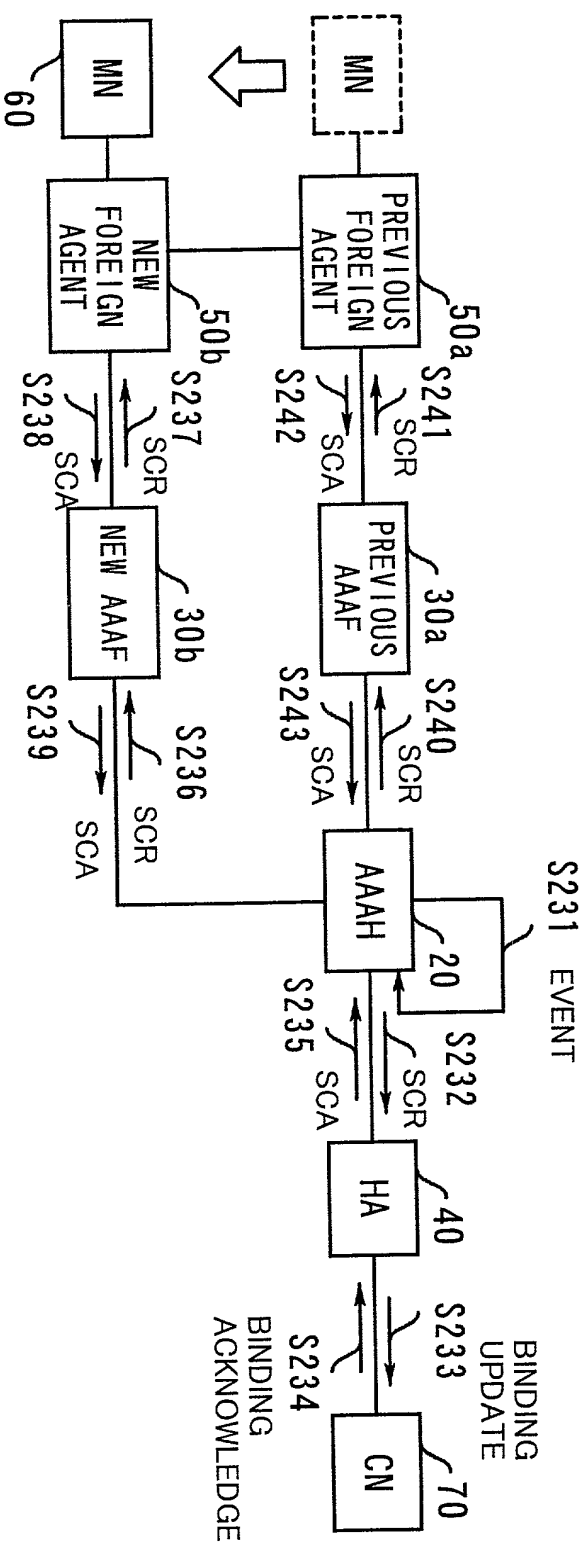 S231 EVENT
MN
PREVIOUS
FOREIGN
AGENT
50a
S241
SCR
S242
SCA
PREVIOUS
AAAF
30a
S240
SCR
S243
SCA
AAAH
20
S232
SCR
S235
SCA
HA
40
S233
BINDING
UPDATE
S234
BINDING
ACKNOWLEDGE
CN
70
MN
60
NEW
FOREIGN
AGENT
50b
S237
SCR
S238
SCA
NEW AAAF
30b
S236
SCR
S239
SCA